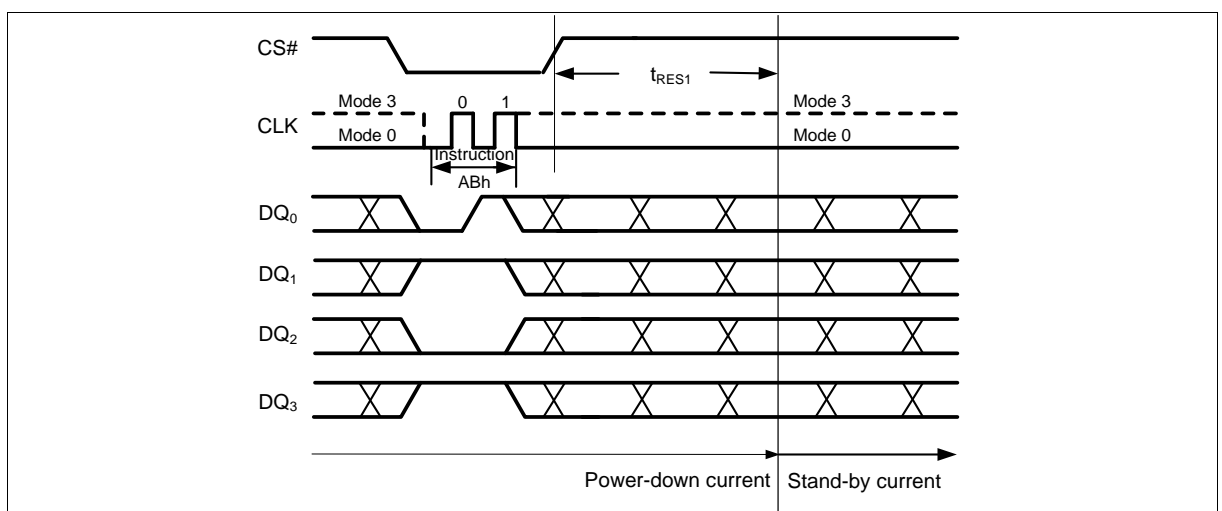 CS#
tRES1
Mode 3 0 1 Mode 3
CLK
Mode 0 Mode 0
Instruction
ABh
DQ0
DQ1
DQ2
DQ3
Power-down current Stand-by current